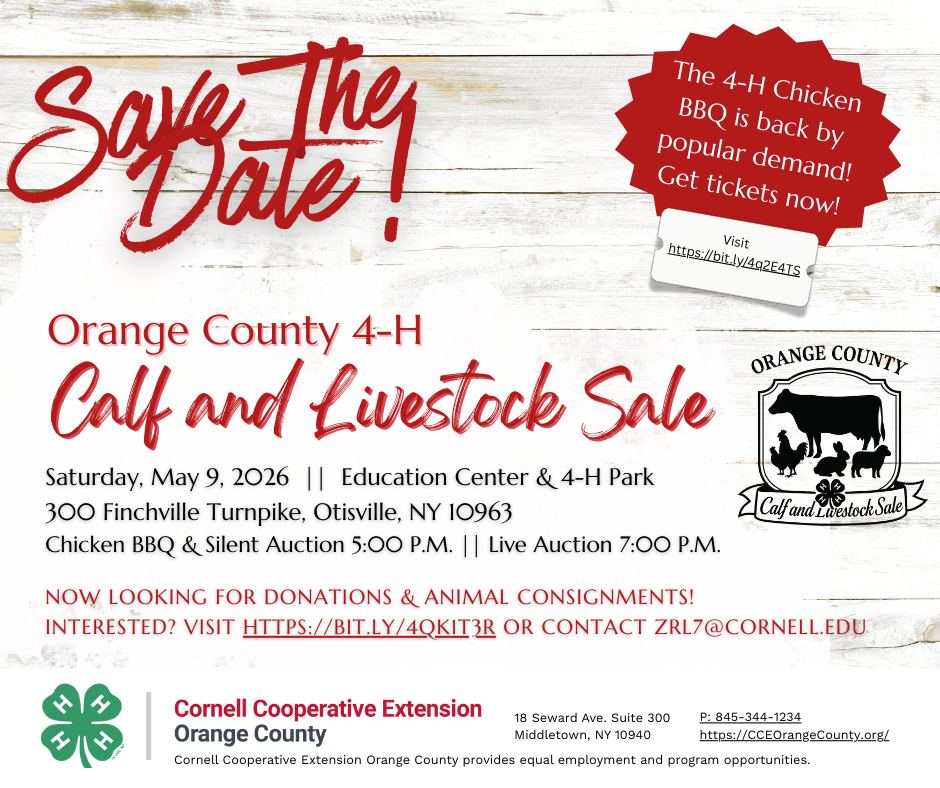 Save The
Date!
The 4-H Chicken
BBQ is back by
popular demand!
Get tickets now!
Visit
https://bit.ly/4q2E4TS
Orange County 4-H
Calf and Livestock Sale
ORANGE COUNTY
Calf and Livestock Sale
Saturday, May 9, 2026 || Education Center & 4-H Park
300 Finchville Turnpike, Otisville, NY 10963
Chicken BBQ & Silent Auction 5:00 P.M. || Live Auction 7:00 P.M.
NOW LOOKING FOR DONATIONS & ANIMAL CONSIGNMENTS!
INTERESTED? VISIT HTTPS://BIT.LY/4QKIT3R OR CONTACT ZRL7@CORNELL.EDU
H H
H H
Cornell Cooperative Extension
Orange County
18 Seward Ave. Suite 300
Middletown, NY 10940
P: 845-344-1234
https://CCEOrangeCounty.org/
Cornell Cooperative Extension Orange County provides equal employment and program opportunities.